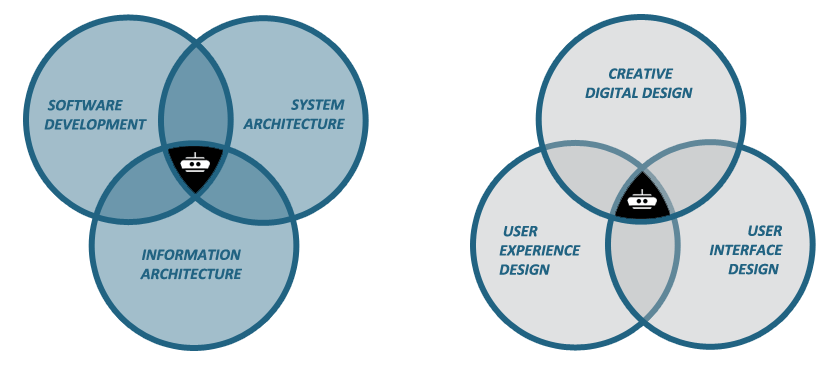 SOFTWARE
DEVELOPMENT
SYSTEM
ARCHITECTURE
INFORMATION
ARCHITECTURE
CREATIVE
DIGITAL DESIGN
USER
EXPERIENCE
DESIGN
USER
INTERFACE
DESIGN